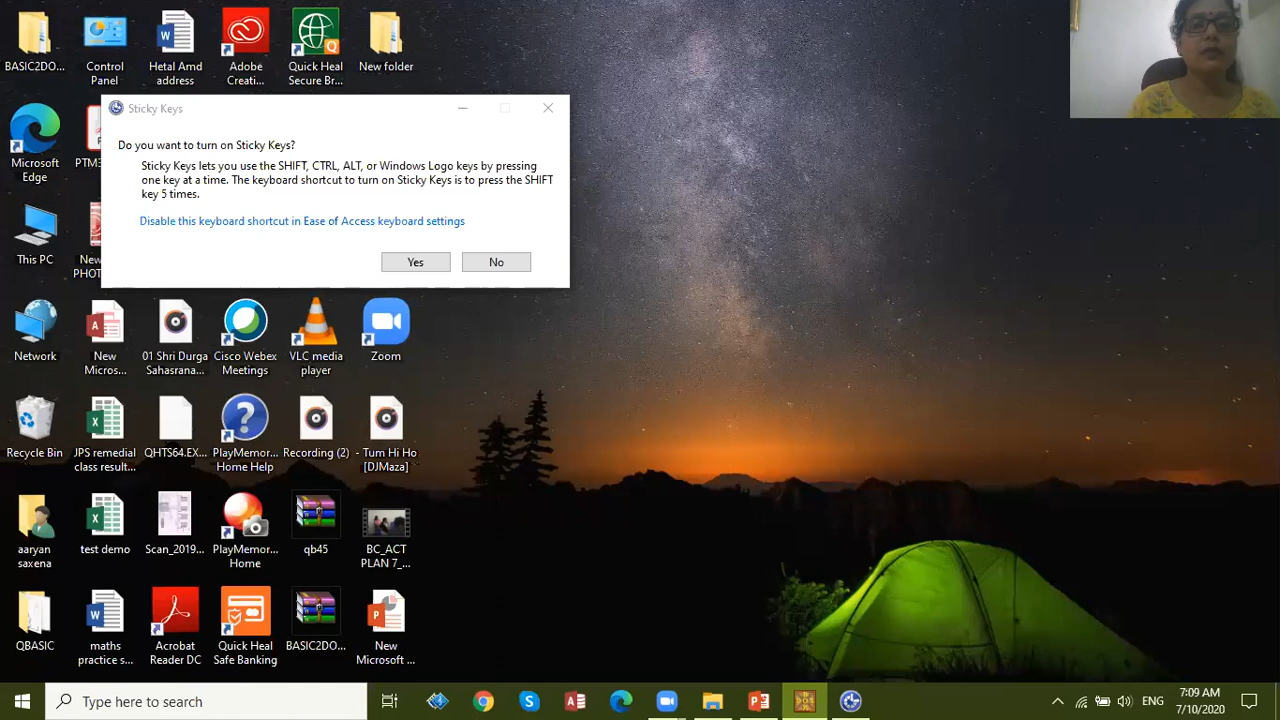 BASIC2DO...
Control
Panel
Hetal Amd
address
Adobe
Creati...
Quick Heal
Secure Br...
New folder
Microsoft
Edge
PTM3
This PC
New
PHOT
Sticky Keys
Do you want to turn on Sticky Keys?
Sticky Keys lets you use the SHIFT, CTRL, ALT, or Windows Logo keys by pressing
one key at a time. The keyboard shortcut to turn on Sticky Keys is to press the SHIFT
key 5 times.
Disable this keyboard shortcut in Ease of Access keyboard settings
Yes
No
Network
New
Micros...
01 Shri Durga
Sahasrana...
Cisco Webex
Meetings
VLC media
player
Zoom
Recycle Bin
JPS remedial
class result...
QHTS64.EX...
PlayMemor...
Home Help
Recording (2)
- Tum Hi Ho
[DJMaza]
aaryan
saxena
test demo
Scan_2019...
PlayMemor...
Home
qb45
BC_ACT
PLAN 7_...
QBASIC
maths
practice s...
Acrobat
Reader DC
Quick Heal
Safe Banking
BASIC2DO...
New
Microsoft ...
Type here to search
ENG
7:09 AM
7/10/2020